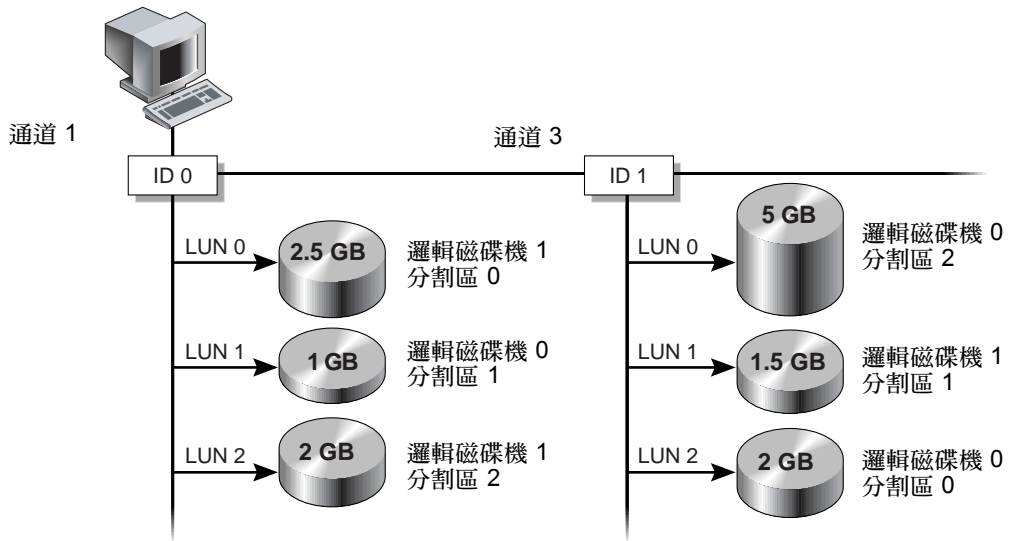 通道 1
通道 3
ID 0
ID 1
LUN 0
2.5 GB
邏輯磁碟機 1
分割區 0
LUN 0
5 GB
邏輯磁碟機 0
分割區 2
LUN 1
1 GB
邏輯磁碟機 0
分割區 1
LUN 1
1.5 GB
邏輯磁碟機 1
分割區 1
LUN 2
2 GB
邏輯磁碟機 1
分割區 2
LUN 2
2 GB
邏輯磁碟機 0
分割區 0